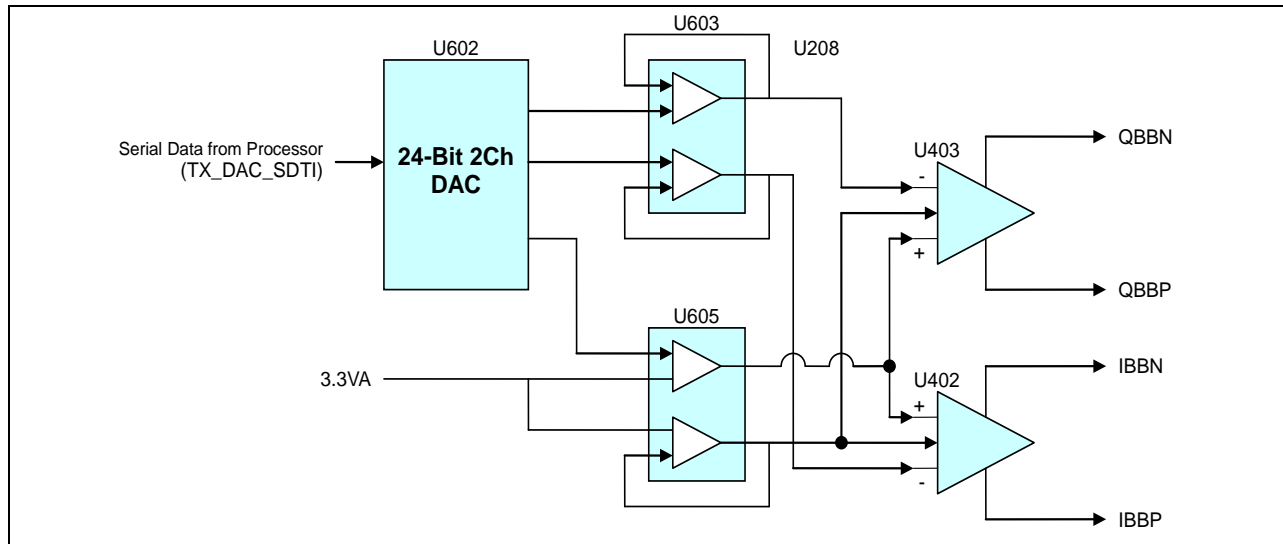 U603
U602
U208
Serial Data from Processor
(TX_DAC_SDTI)
24-Bit 2Ch
DAC
U403
-
+
QBBN
QBBP
U605
3.3VA
U402
+
-
IBBN
IBBP